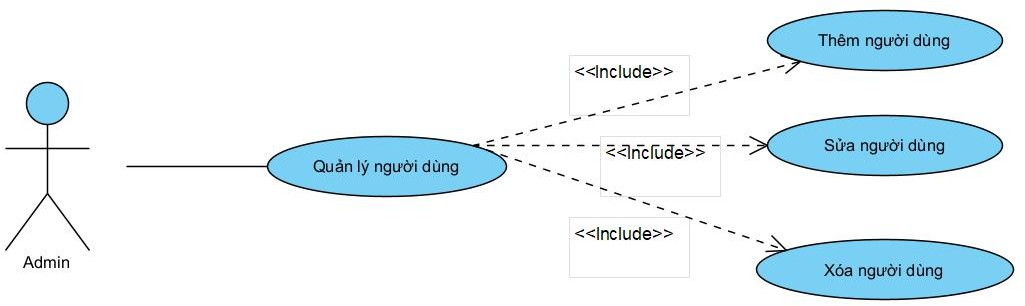 Thêm người dùng
<<Include>>
Sửa người dùng
<<Include>>
Quản lý người dùng
<<Include>>
Admin
Xóa người dùng